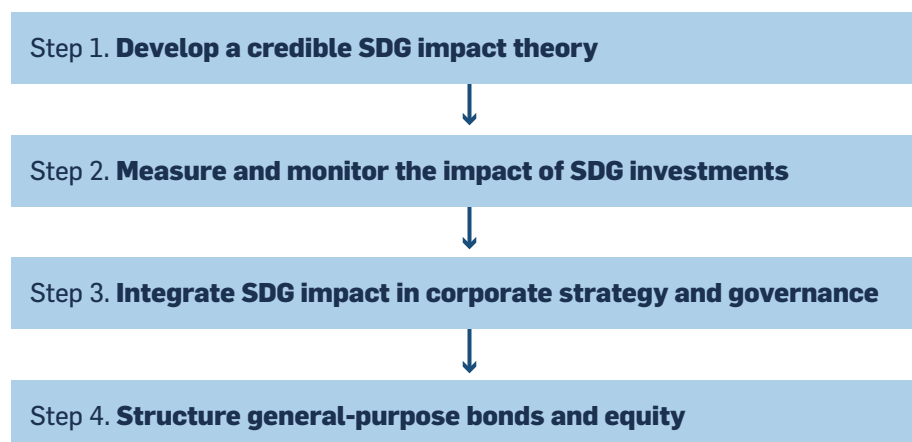 Step 1. Develop a credible SDG impact theory
Step 2. Measure and monitor the impact of SDG investments
Step 3. Integrate SDG impact in corporate strategy and governance
Step 4. Structure general-purpose bonds and equity